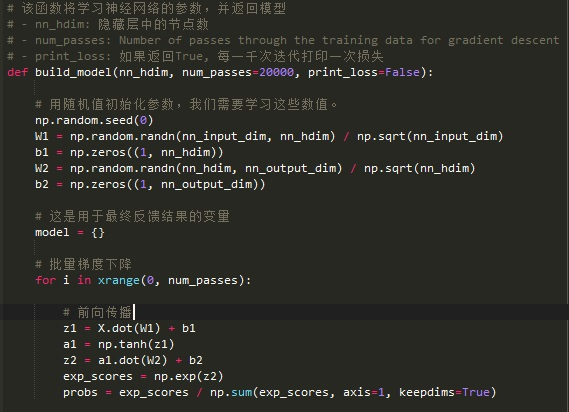 # 该函数将学习神经网络的参数，并返回模型
# - nn_hdim: 隐藏层中的节点数
# - num_passes: Number of passes through the training data for gradient descent
# - print_loss: 如果返回True, 每一千次迭代打印一次损失
def build_model(nn_hdim, num_passes=20000, print_loss=False):
# 用随机值初始化参数，我们需要学习这些数值。
np.random.seed(0)
W1 = np.random.randn(nn_input_dim, nn_hdim) / np.sqrt(nn_input_dim)
b1 = np.zeros((1, nn_hdim))
W2 = np.random.randn(nn_hdim, nn_output_dim) / np.sqrt(nn_hdim)
b2 = np.zeros((1, nn_output_dim))
# 这是用于最终反馈结果的变量
model = {}
# 批量梯度下降
for i in xrange(0, num_passes):
# 前向传播
z1 = X.dot(W1) + b1
a1 = np.tanh(z1)
z2 = a1.dot(W2) + b2
exp_scores = np.exp(z2)
probs = exp_scores / np.sum(exp_scores, axis=1, keepdims=True)